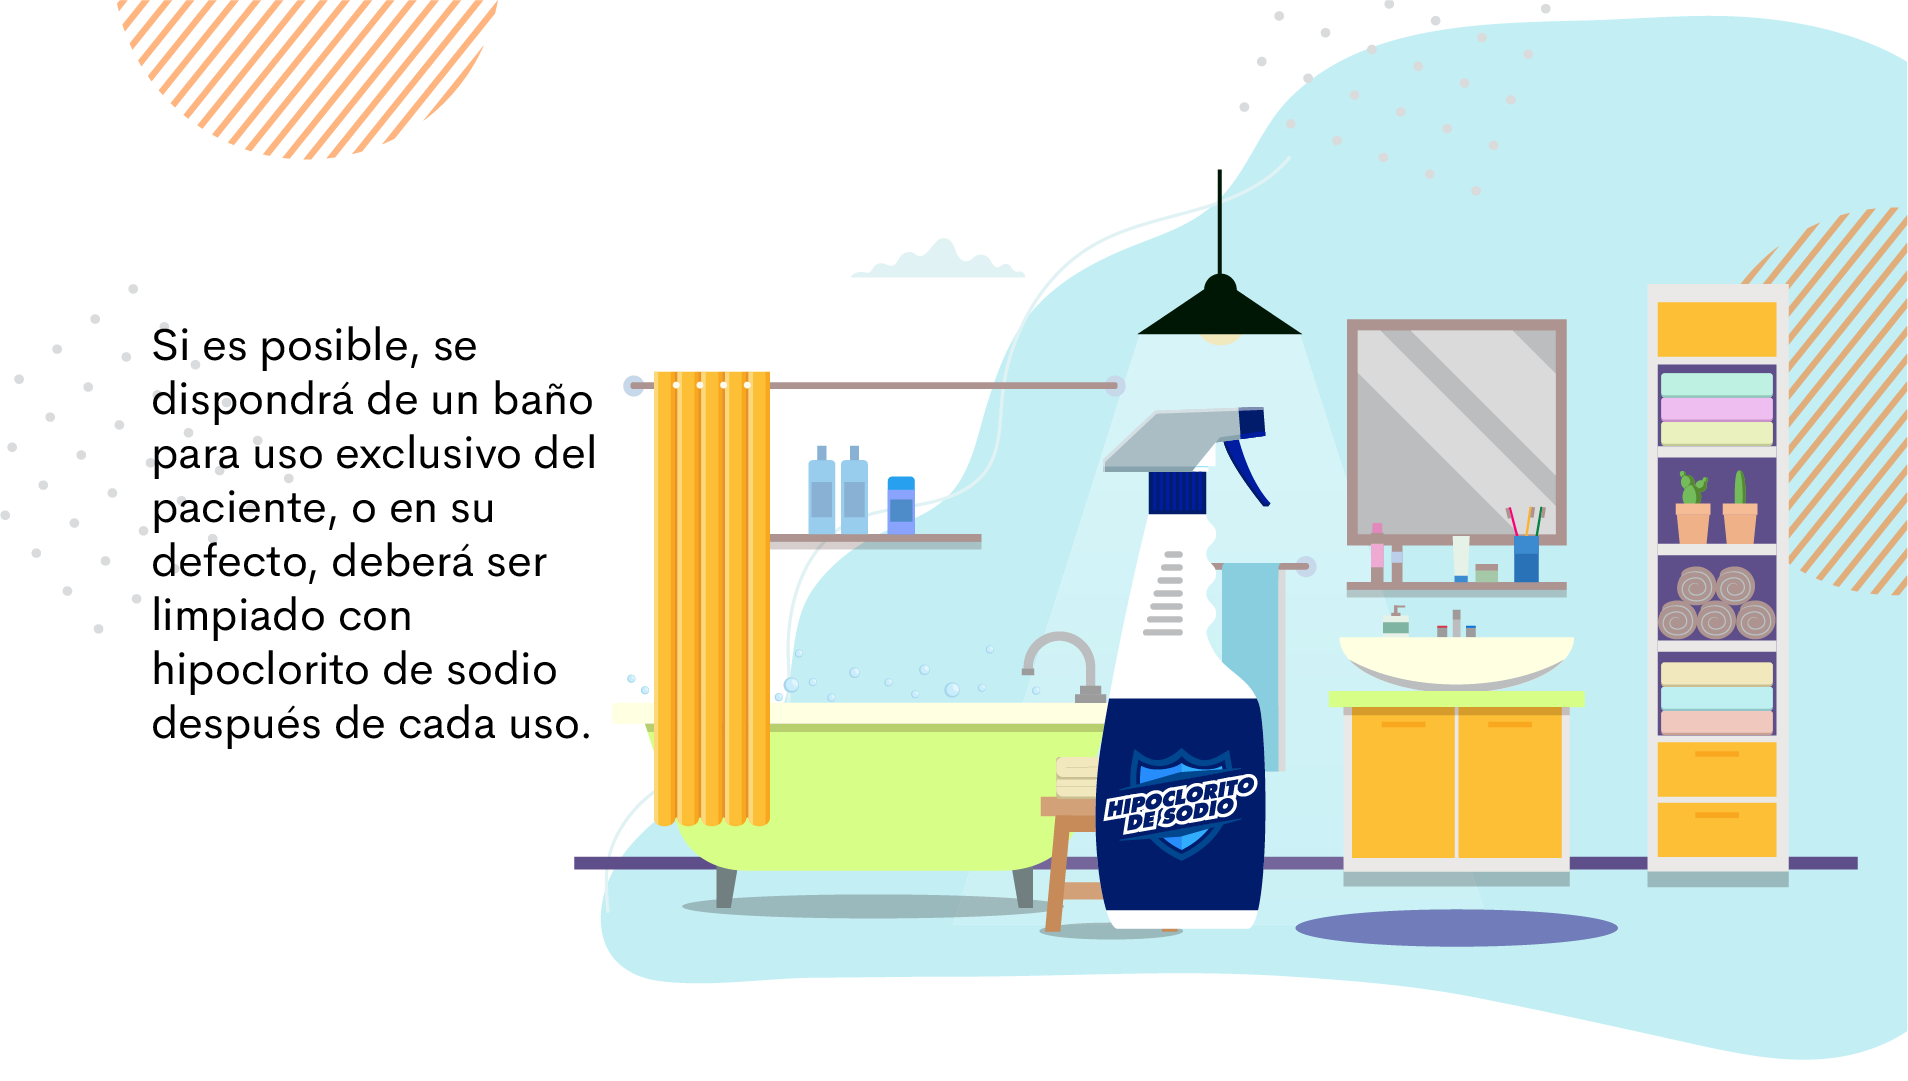 Si es posible, se
dispondrá de un baño
para uso exclusivo del
paciente, o en su
defecto, deberá ser
limpiado con
hipoclorito de sodio
después de cada uso.
HIPOCLORITO
DE SODIO